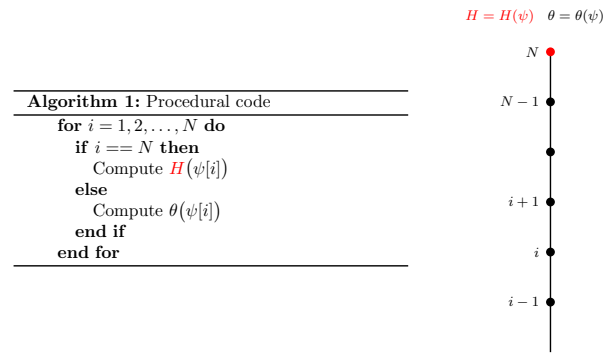 H = H(ψ) θ = θ(ψ)
Algorithm 1: Procedural code
for i = 1, 2, . . . , N do
if i == N then
Compute H(ψ[i])
else
Compute θ(ψ[i])
end if
end for
N
N − 1
i + 1
i
i − 1